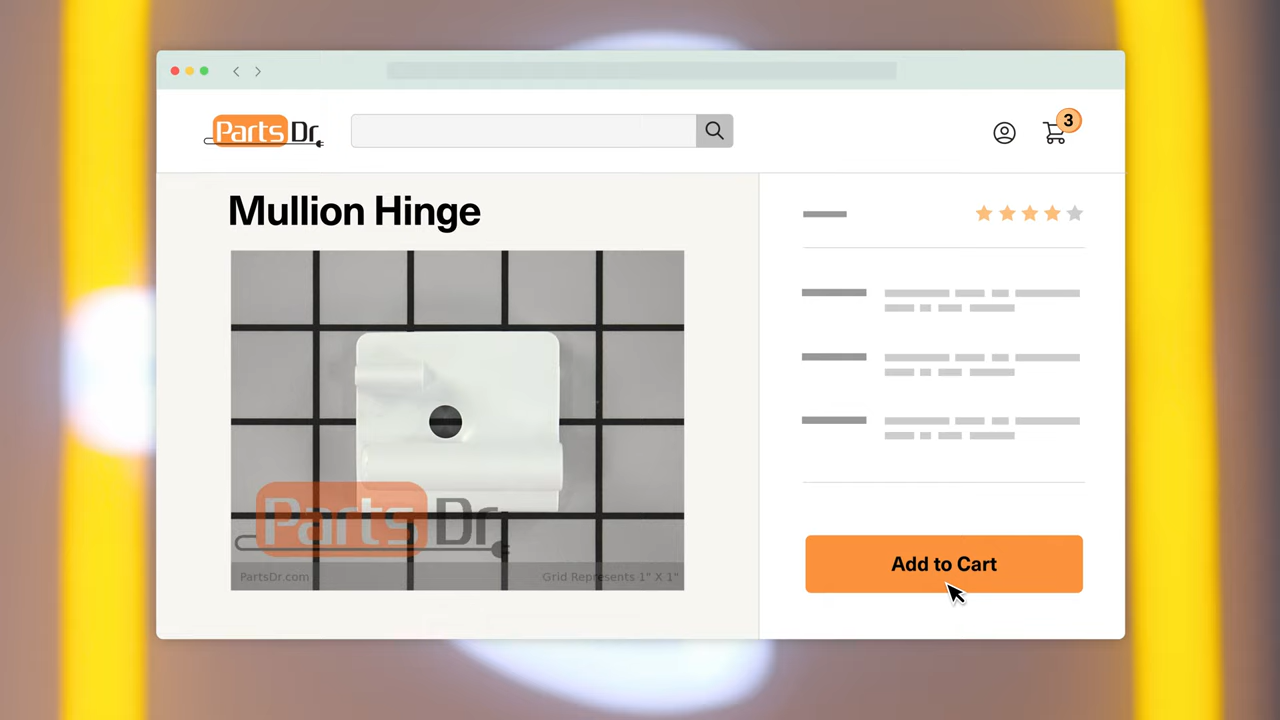 Parts Dr.
3
Mullion Hinge
Parts Dr.
PartsDr.com
Grid Represents 1" X 1"
Add to Cart